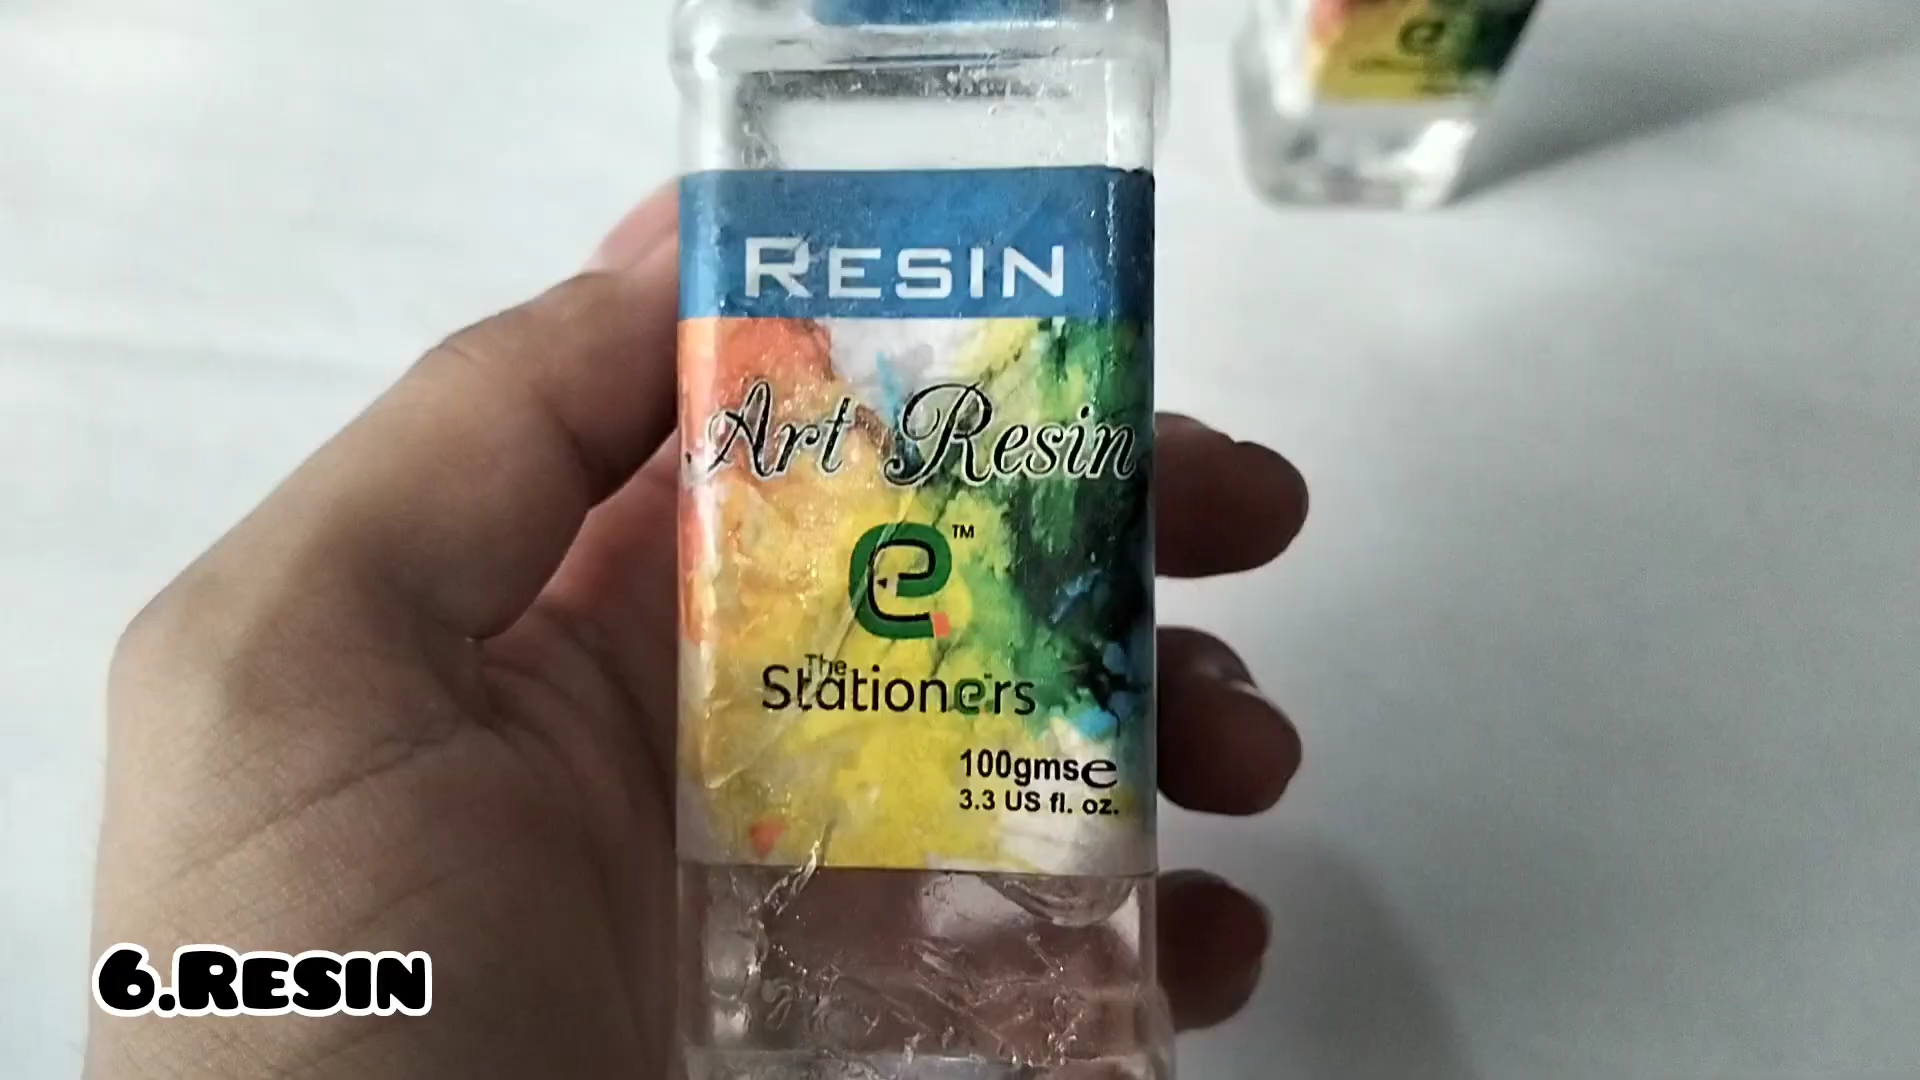 RESIN
Art Resin
e™
The
Stationers
100gms e
3.3 US fl. oz.
6.RESIN